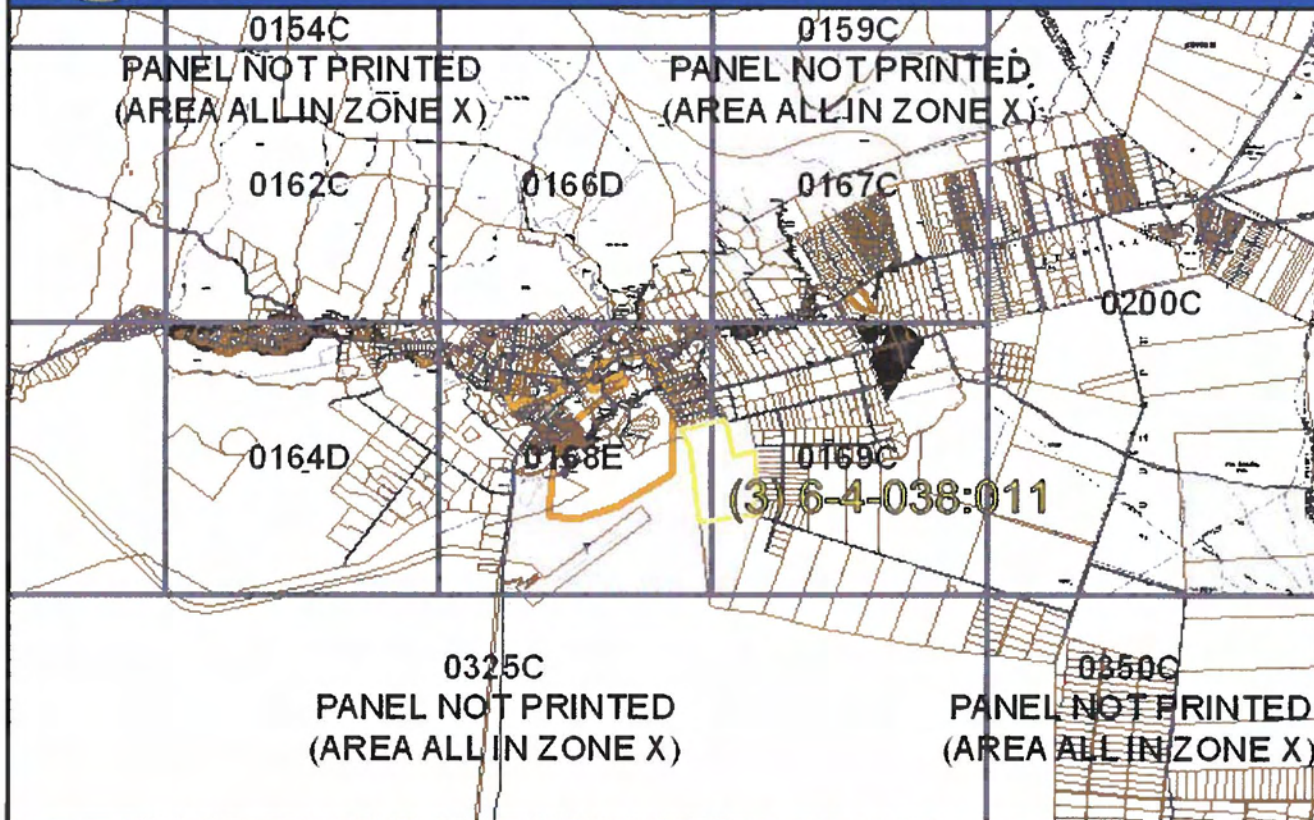 0154C
PANEL NOT PRINTED
(AREA ALL IN ZONE X)
0159C
PANEL NOT PRINTED
(AREA ALL IN ZONE X)
0162C
0166D
0167C
0200C
0164D
0168E
0169C
(3) 6-4-038:011
0325C
PANEL NOT PRINTED
(AREA ALL IN ZONE X)
0350C
PANEL NOT PRINTED
(AREA ALL IN ZONE X)